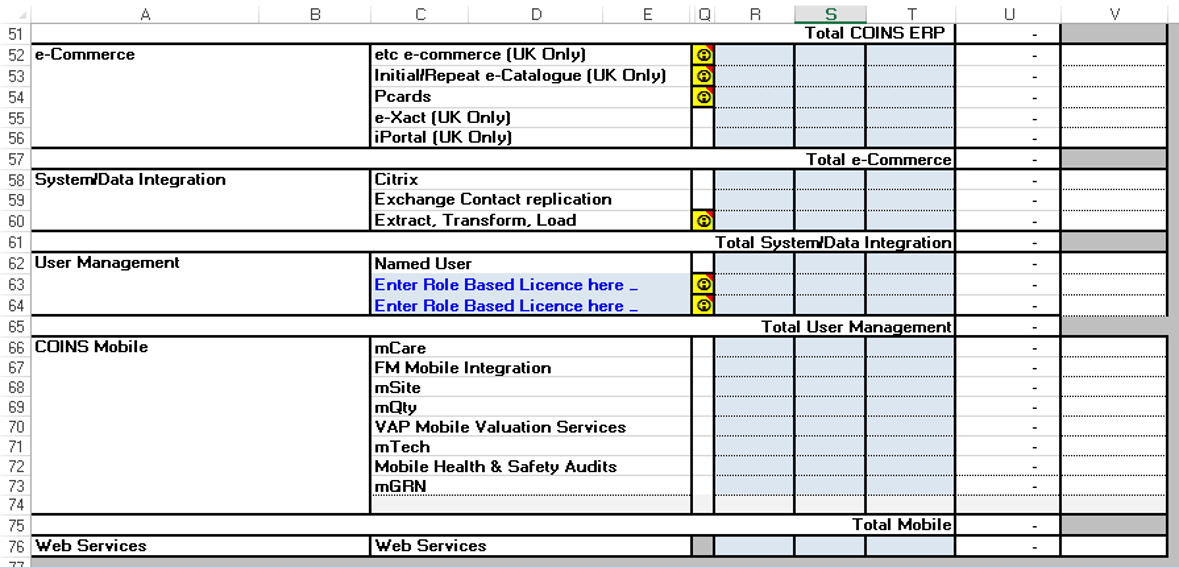 A B C D E Q R S T U V
51 Total COINS ERP -
52 e-Commerce etc e-commerce (UK Only) -
53 Initial/Repeat e-Catalogue (UK Only) -
54 Pcards -
55 e-Xact (UK Only) -
56 iPortal (UK Only) -
57 Total e-Commerce -
58 System/Data Integration Citrix -
59 Exchange Contact replication -
60 Extract, Transform, Load -
61 Total System/Data Integration -
62 User Management Named User -
63 Enter Role Based Licence here _ -
64 Enter Role Based Licence here _ -
65 Total User Management -
66 COINS Mobile mCare -
67 FM Mobile Integration -
68 mSite -
69 mQty -
70 VAP Mobile Valuation Services -
71 mTech -
72 Mobile Health & Safety Audits -
73 mGRN -
74
75 Total Mobile -
76 Web Services Web Services -
77